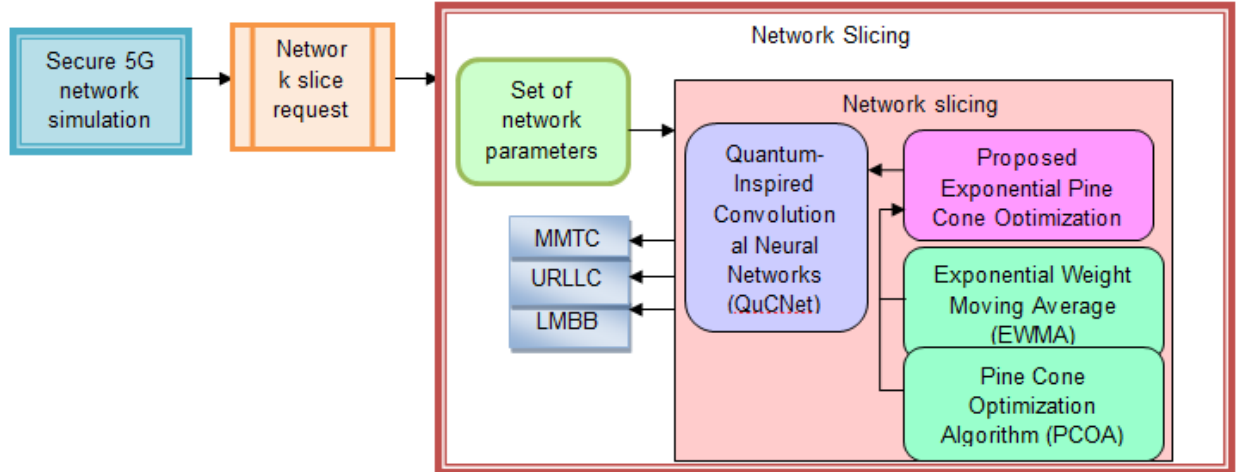 Secure 5G
network
simulation
Networ
k slice
request
Network Slicing
Set of
network
parameters
Network slicing
Quantum-
Inspired
Convolution
al Neural
Networks
(QuCNet)
Proposed
Exponential Pine
Cone Optimization
MMTC
URLLC
LMBB
Exponential Weight
Moving Average
(EWMA)
Pine Cone
Optimization
Algorithm (PCOA)